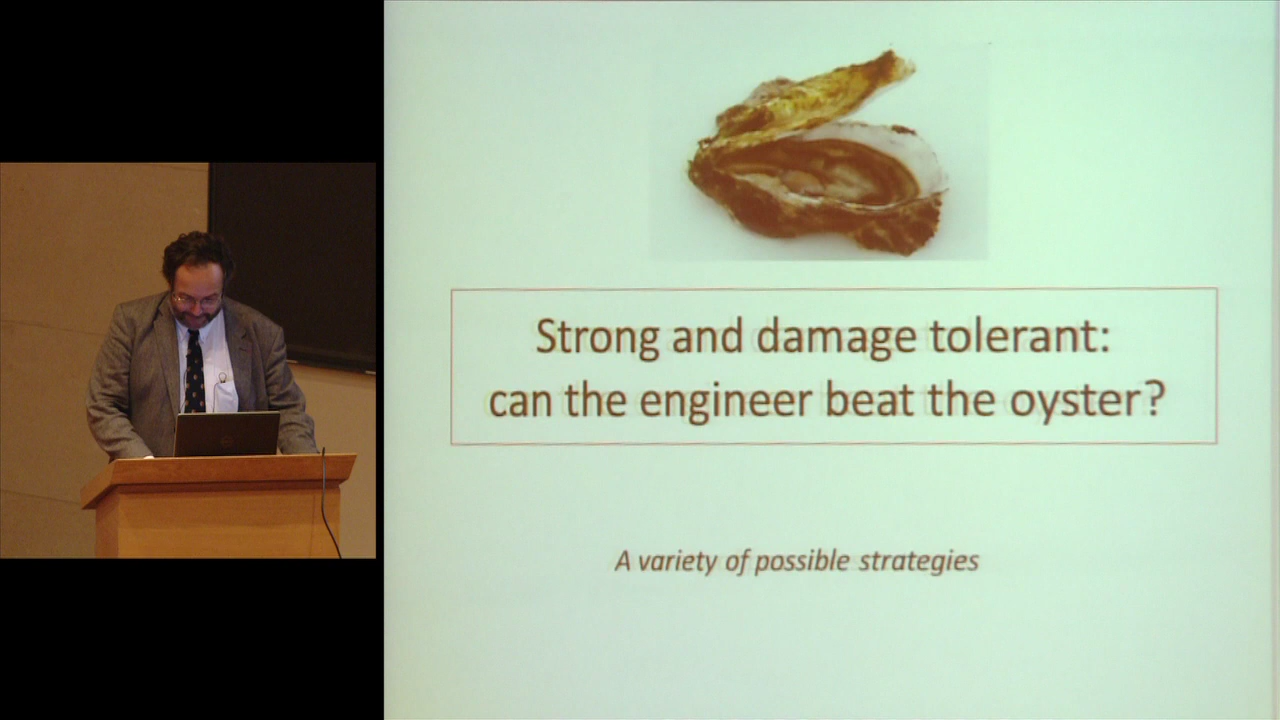 Strong and damage tolerant:
can the engineer beat the oyster?
A variety of possible strategies